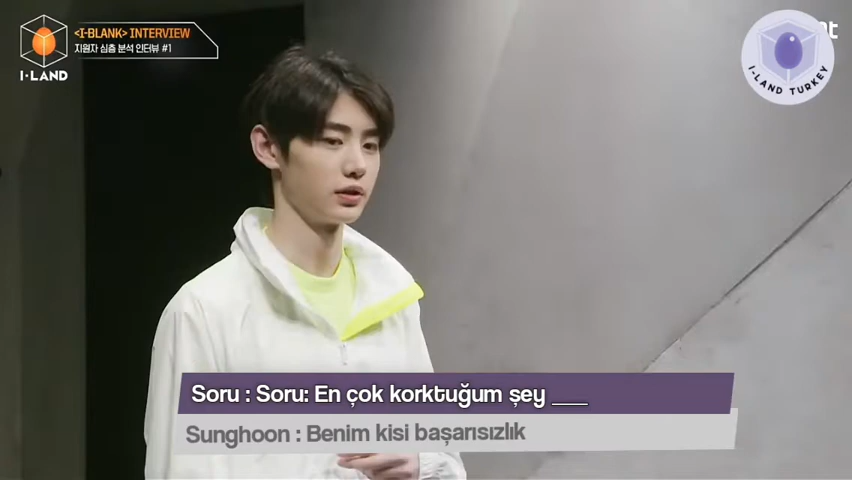 <I-BLANK> INTERVIEW
지원자 심층 분석 인터뷰 #1
I·LAND
I-LAND TURKEY
Soru : Soru: En çok korktuğum şey ___
Sunghoon : Benim kisi başarısızlık